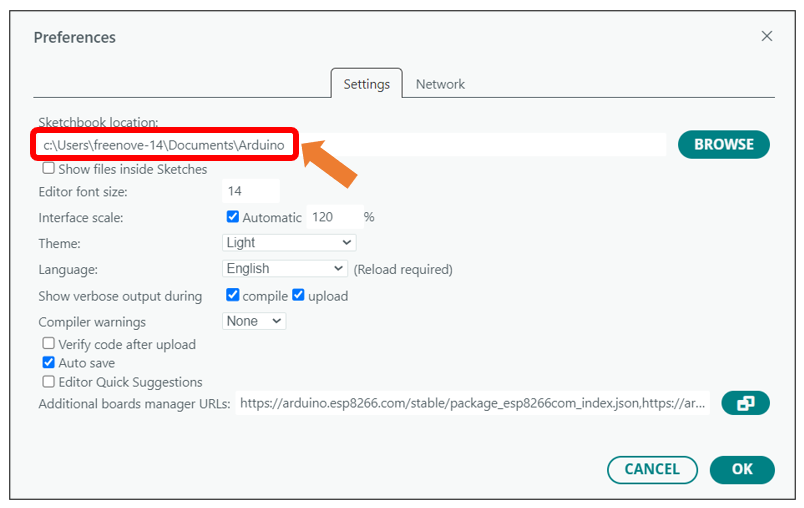 Preferences
Settings Network
Sketchbook location:
c:\Users\freenove-14\Documents\Arduino
BROWSE
Show files inside Sketches
Editor font size: 14
Interface scale: Automatic 120 %
Theme: Light
Language: English (Reload required)
Show verbose output during compile upload
Compiler warnings None
Verify code after upload
Auto save
Editor Quick Suggestions
Additional boards manager URLs: https://arduino.esp8266.com/stable/package_esp8266com_index.json,https://ar...
CANCEL OK